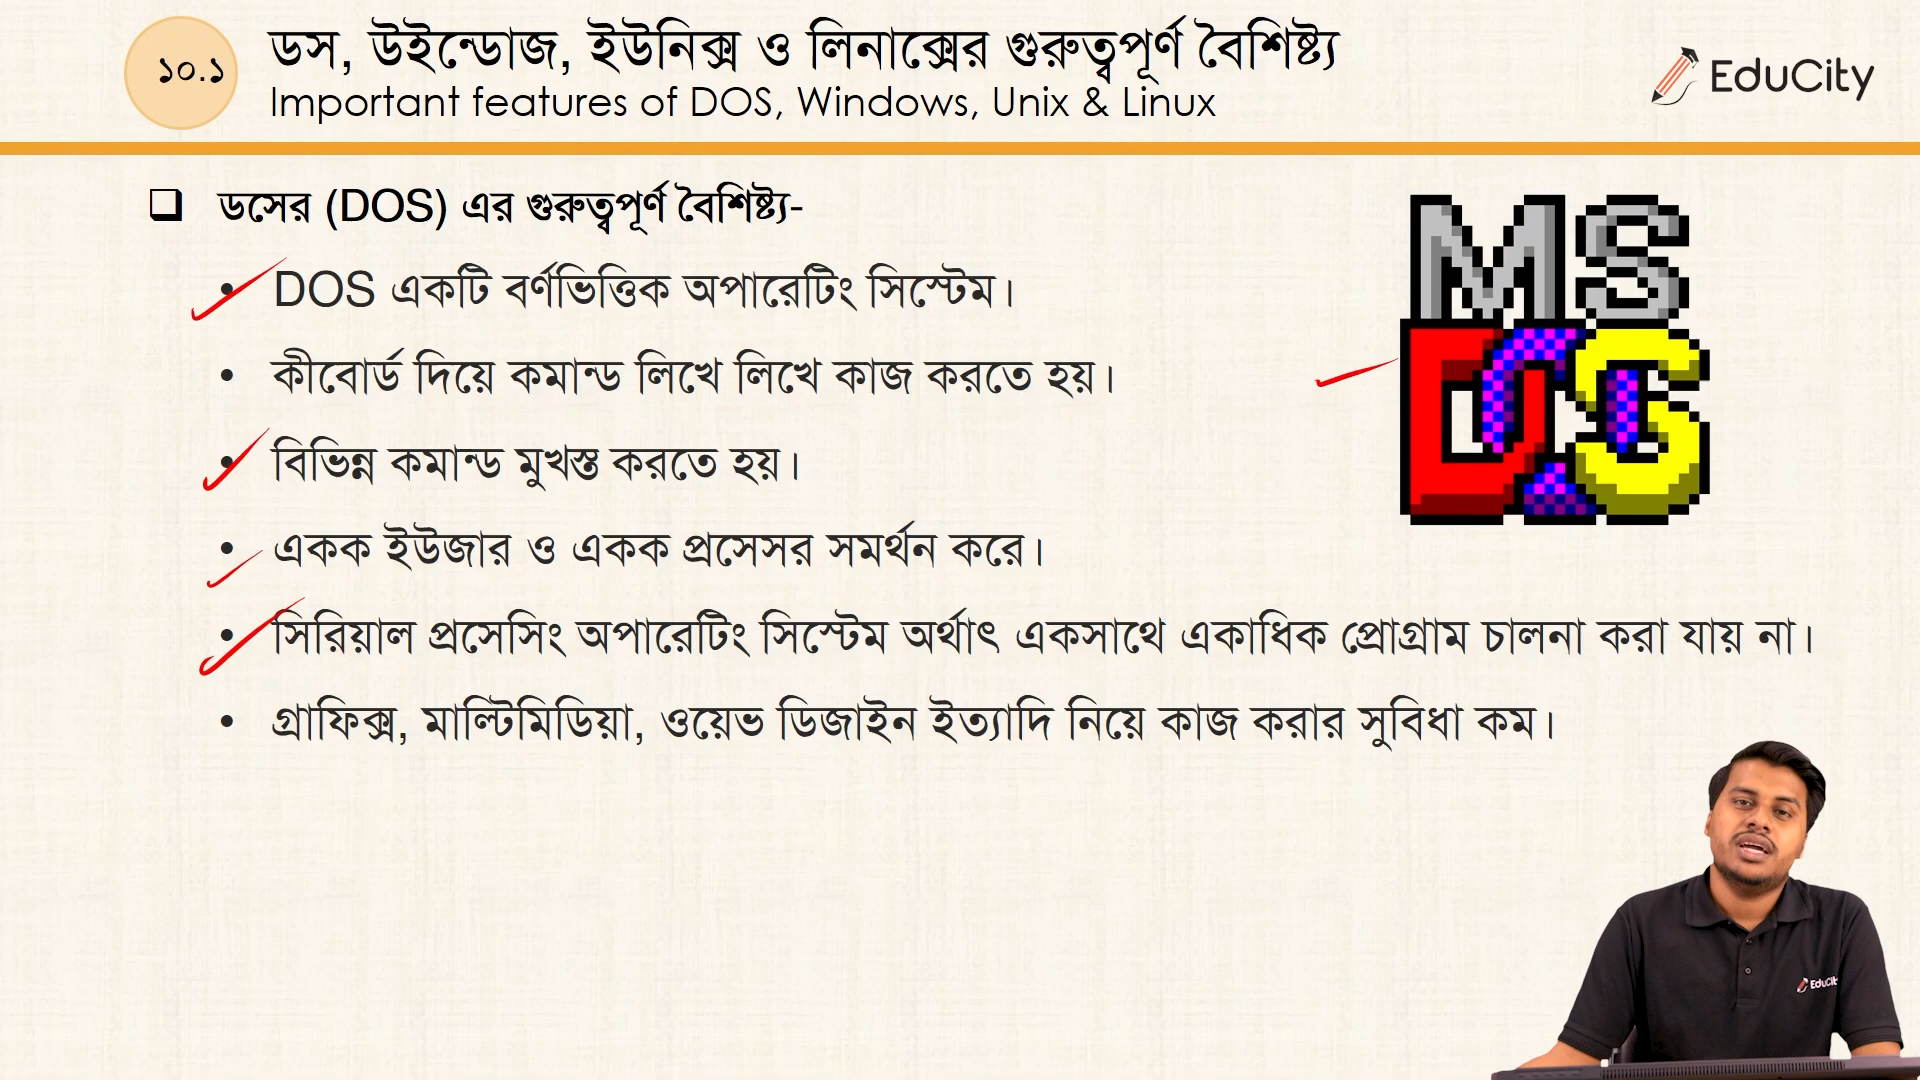 ১০.১
ডস, উইন্ডোজ, ইউনিক্স ও লিনাক্সের গুরুত্বপূর্ণ বৈশিষ্ট্য
Important features of DOS, Windows, Unix & Linux
EduCity
ডসের (DOS) এর গুরুত্বপূর্ণ বৈশিষ্ট্য-
• DOS একটি বর্ণভিত্তিক অপারেটিং সিস্টেম।
• কীবোর্ড দিয়ে কমান্ড লিখে লিখে কাজ করতে হয়।
• বিভিন্ন কমান্ড মুখস্ত করতে হয়।
• একক ইউজার ও একক প্রসেসর সমর্থন করে।
• সিরিয়াল প্রসেসিং অপারেটিং সিস্টেম অর্থাৎ একসাথে একাধিক প্রোগ্রাম চালনা করা যায় না।
• গ্রাফিক্স, মাল্টিমিডিয়া, ওয়েভ ডিজাইন ইত্যাদি নিয়ে কাজ করার সুবিধা কম।
MS
DOS
EduCit